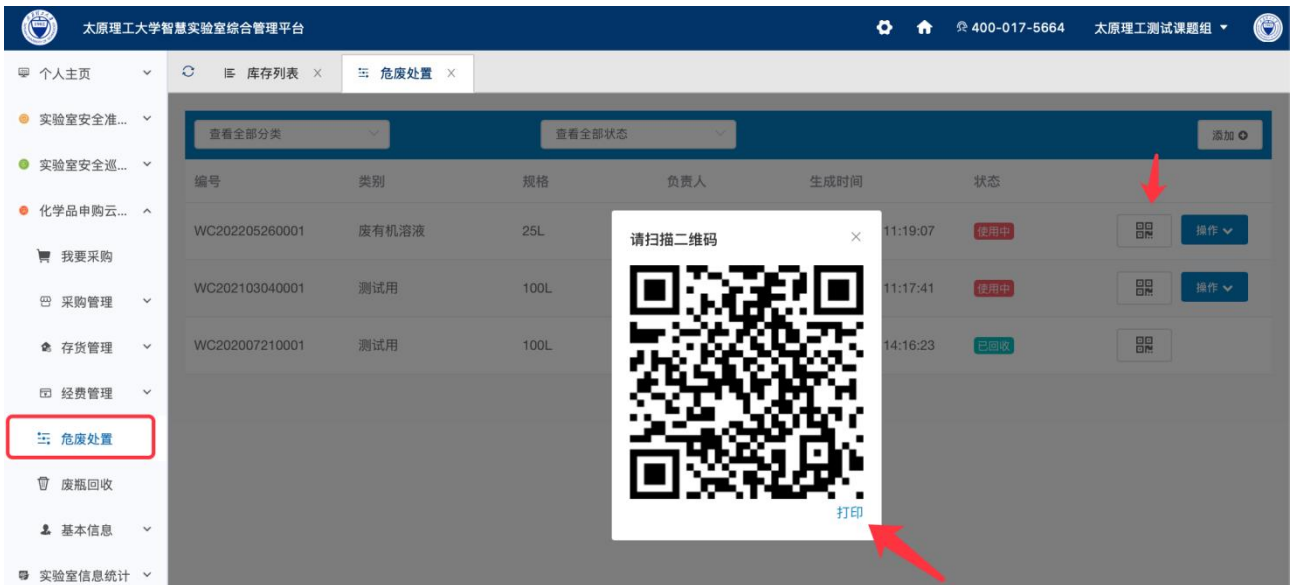 太原理工大学智慧实验室综合管理平台
400-017-5664
太原理工测试课题组
个人主页
库存列表
危废处置
实验室安全准...
查看全部分类
查看全部状态
添加
实验室安全巡...
编号 类别 规格 负责人 生成时间 状态
化学品申购云...
WC202205260001 废有机溶液 25L 11:19:07 使用中 操作
请扫描二维码
我要采购
WC202103040001 测试用 100L 11:17:41 使用中 操作
采购管理
存货管理
WC202007210001 测试用 100L 14:16:23 已回收
经费管理
危废处置
废瓶回收
打印
基本信息
实验室信息统计